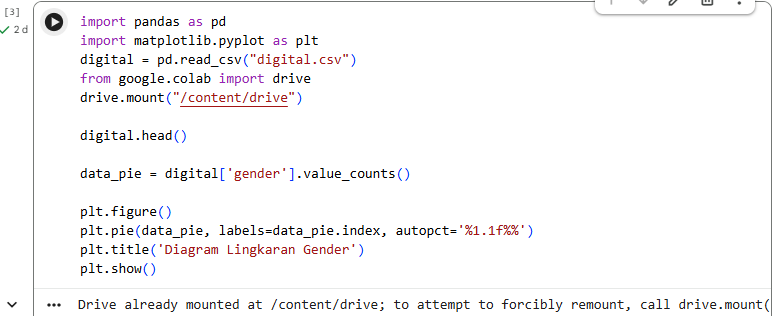 [3]
✓ 2 d
import pandas as pd
import matplotlib.pyplot as plt
digital = pd.read_csv("digital.csv")
from google.colab import drive
drive.mount("/content/drive")
digital.head()
data_pie = digital['gender'].value_counts()
plt.figure()
plt.pie(data_pie, labels=data_pie.index, autopct='%1.1f%%')
plt.title('Diagram Lingkaran Gender')
plt.show()
Drive already mounted at /content/drive; to attempt to forcibly remount, call drive.mount(